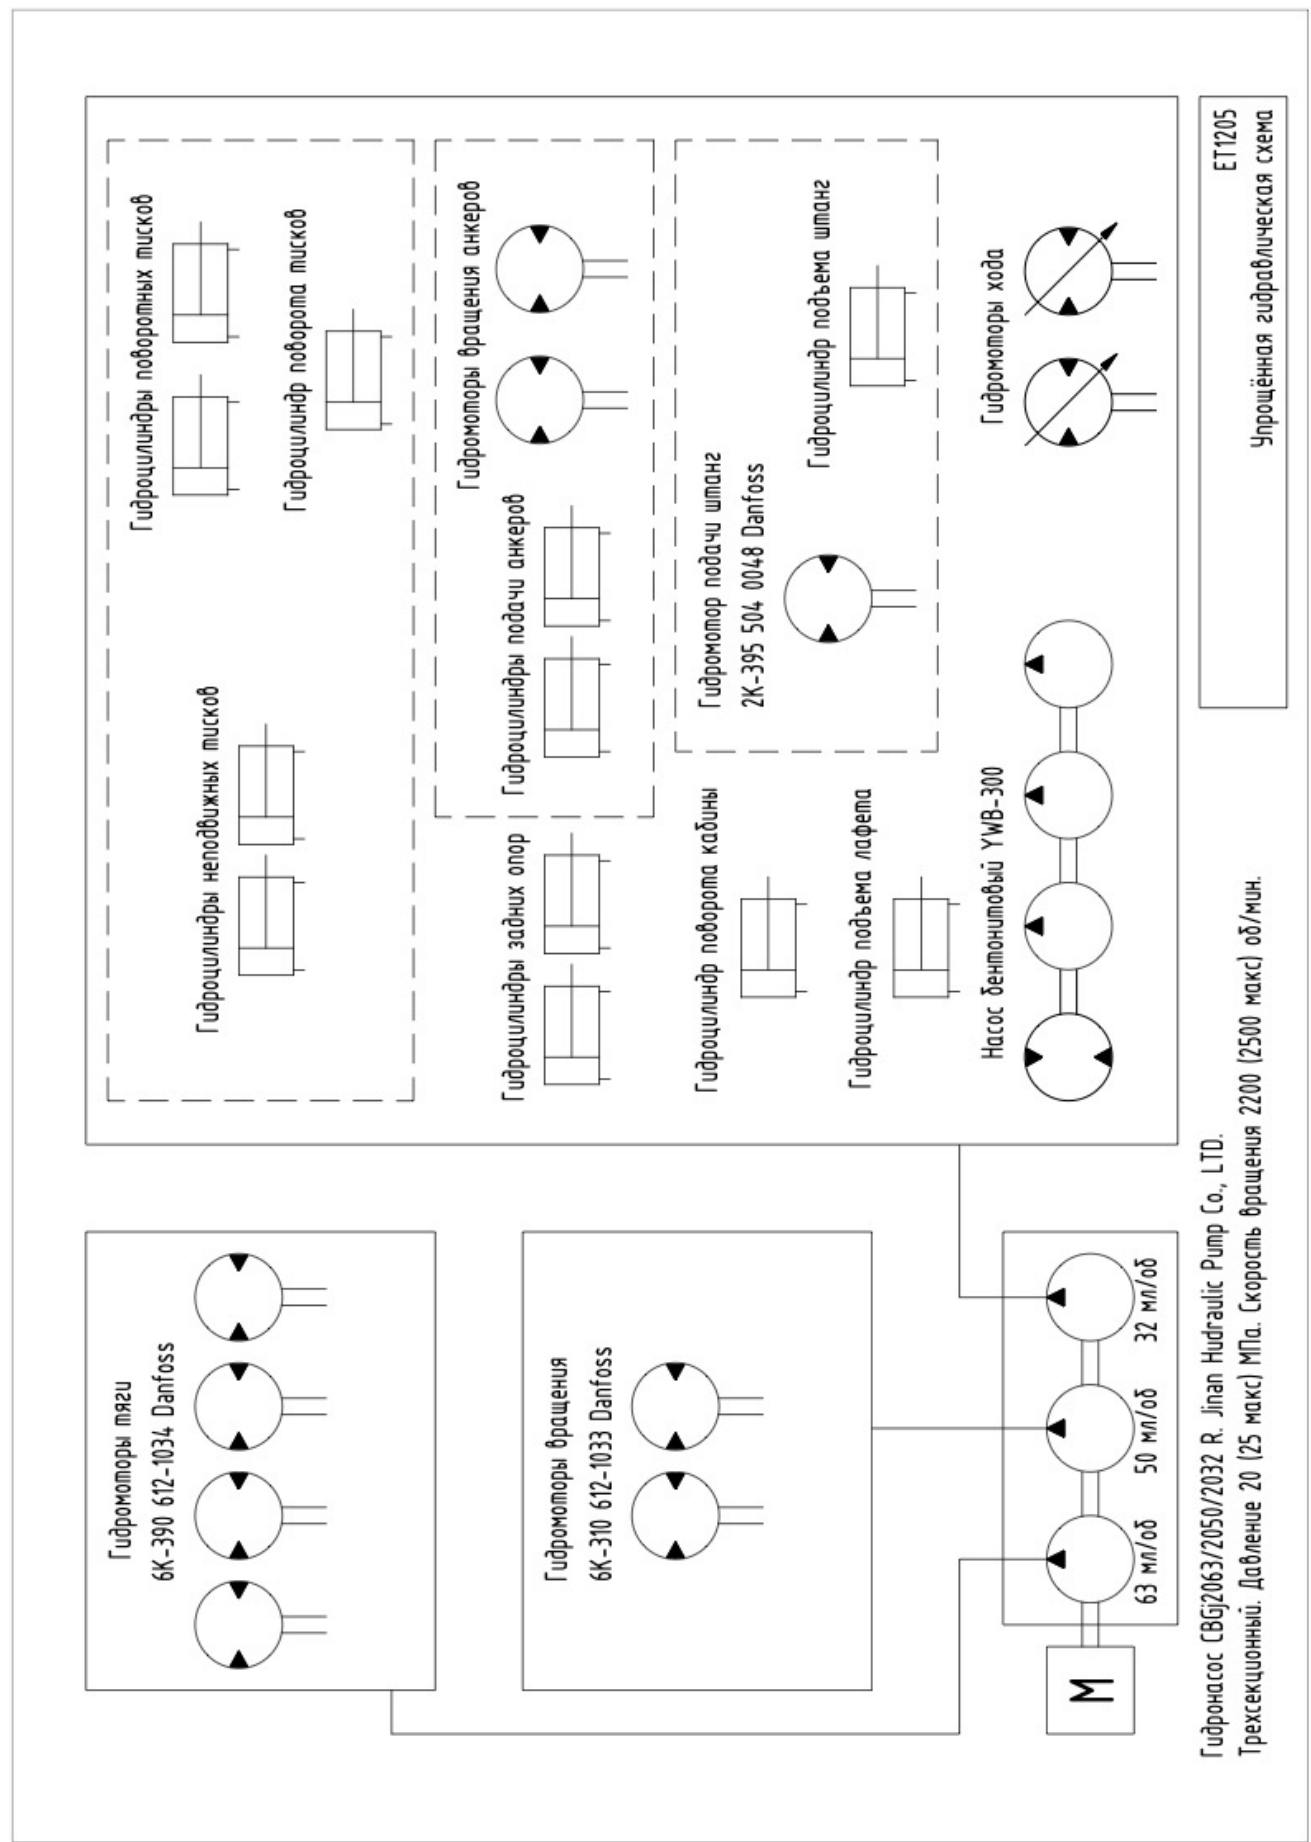 Гидромоторы тяги
6К-390 612-1034 Danfoss
Гидромоторы вращения
6К-310 612-1033 Danfoss
М
63 мл/об
50 мл/об
32 мл/об
Гидроцилиндры неподвижных тисков
Гидроцилиндры поворотных тисков
Гидроцилиндр поворота тисков
Гидроцилиндры задних опор
Гидроцилиндры подачи анкеров
Гидромоторы вращения анкеров
Гидроцилиндр поворота кабины
Гидроцилиндр подъема лафета
Гидромотор подачи штанг
2К-395 504 0048 Danfoss
Гидроцилиндр подъема штанг
Насос бентонитовый YWB-300
Гидромоторы хода
Гидронасос CBGj2063/2050/2032 R. Jinan Hudraulic Pump Co., LTD.
Трехсекционный. Давление 20 (25 макс) МПа. Скорость вращения 2200 (2500 макс) об/мин.
ET1205
Упрощённая гидравлическая схема